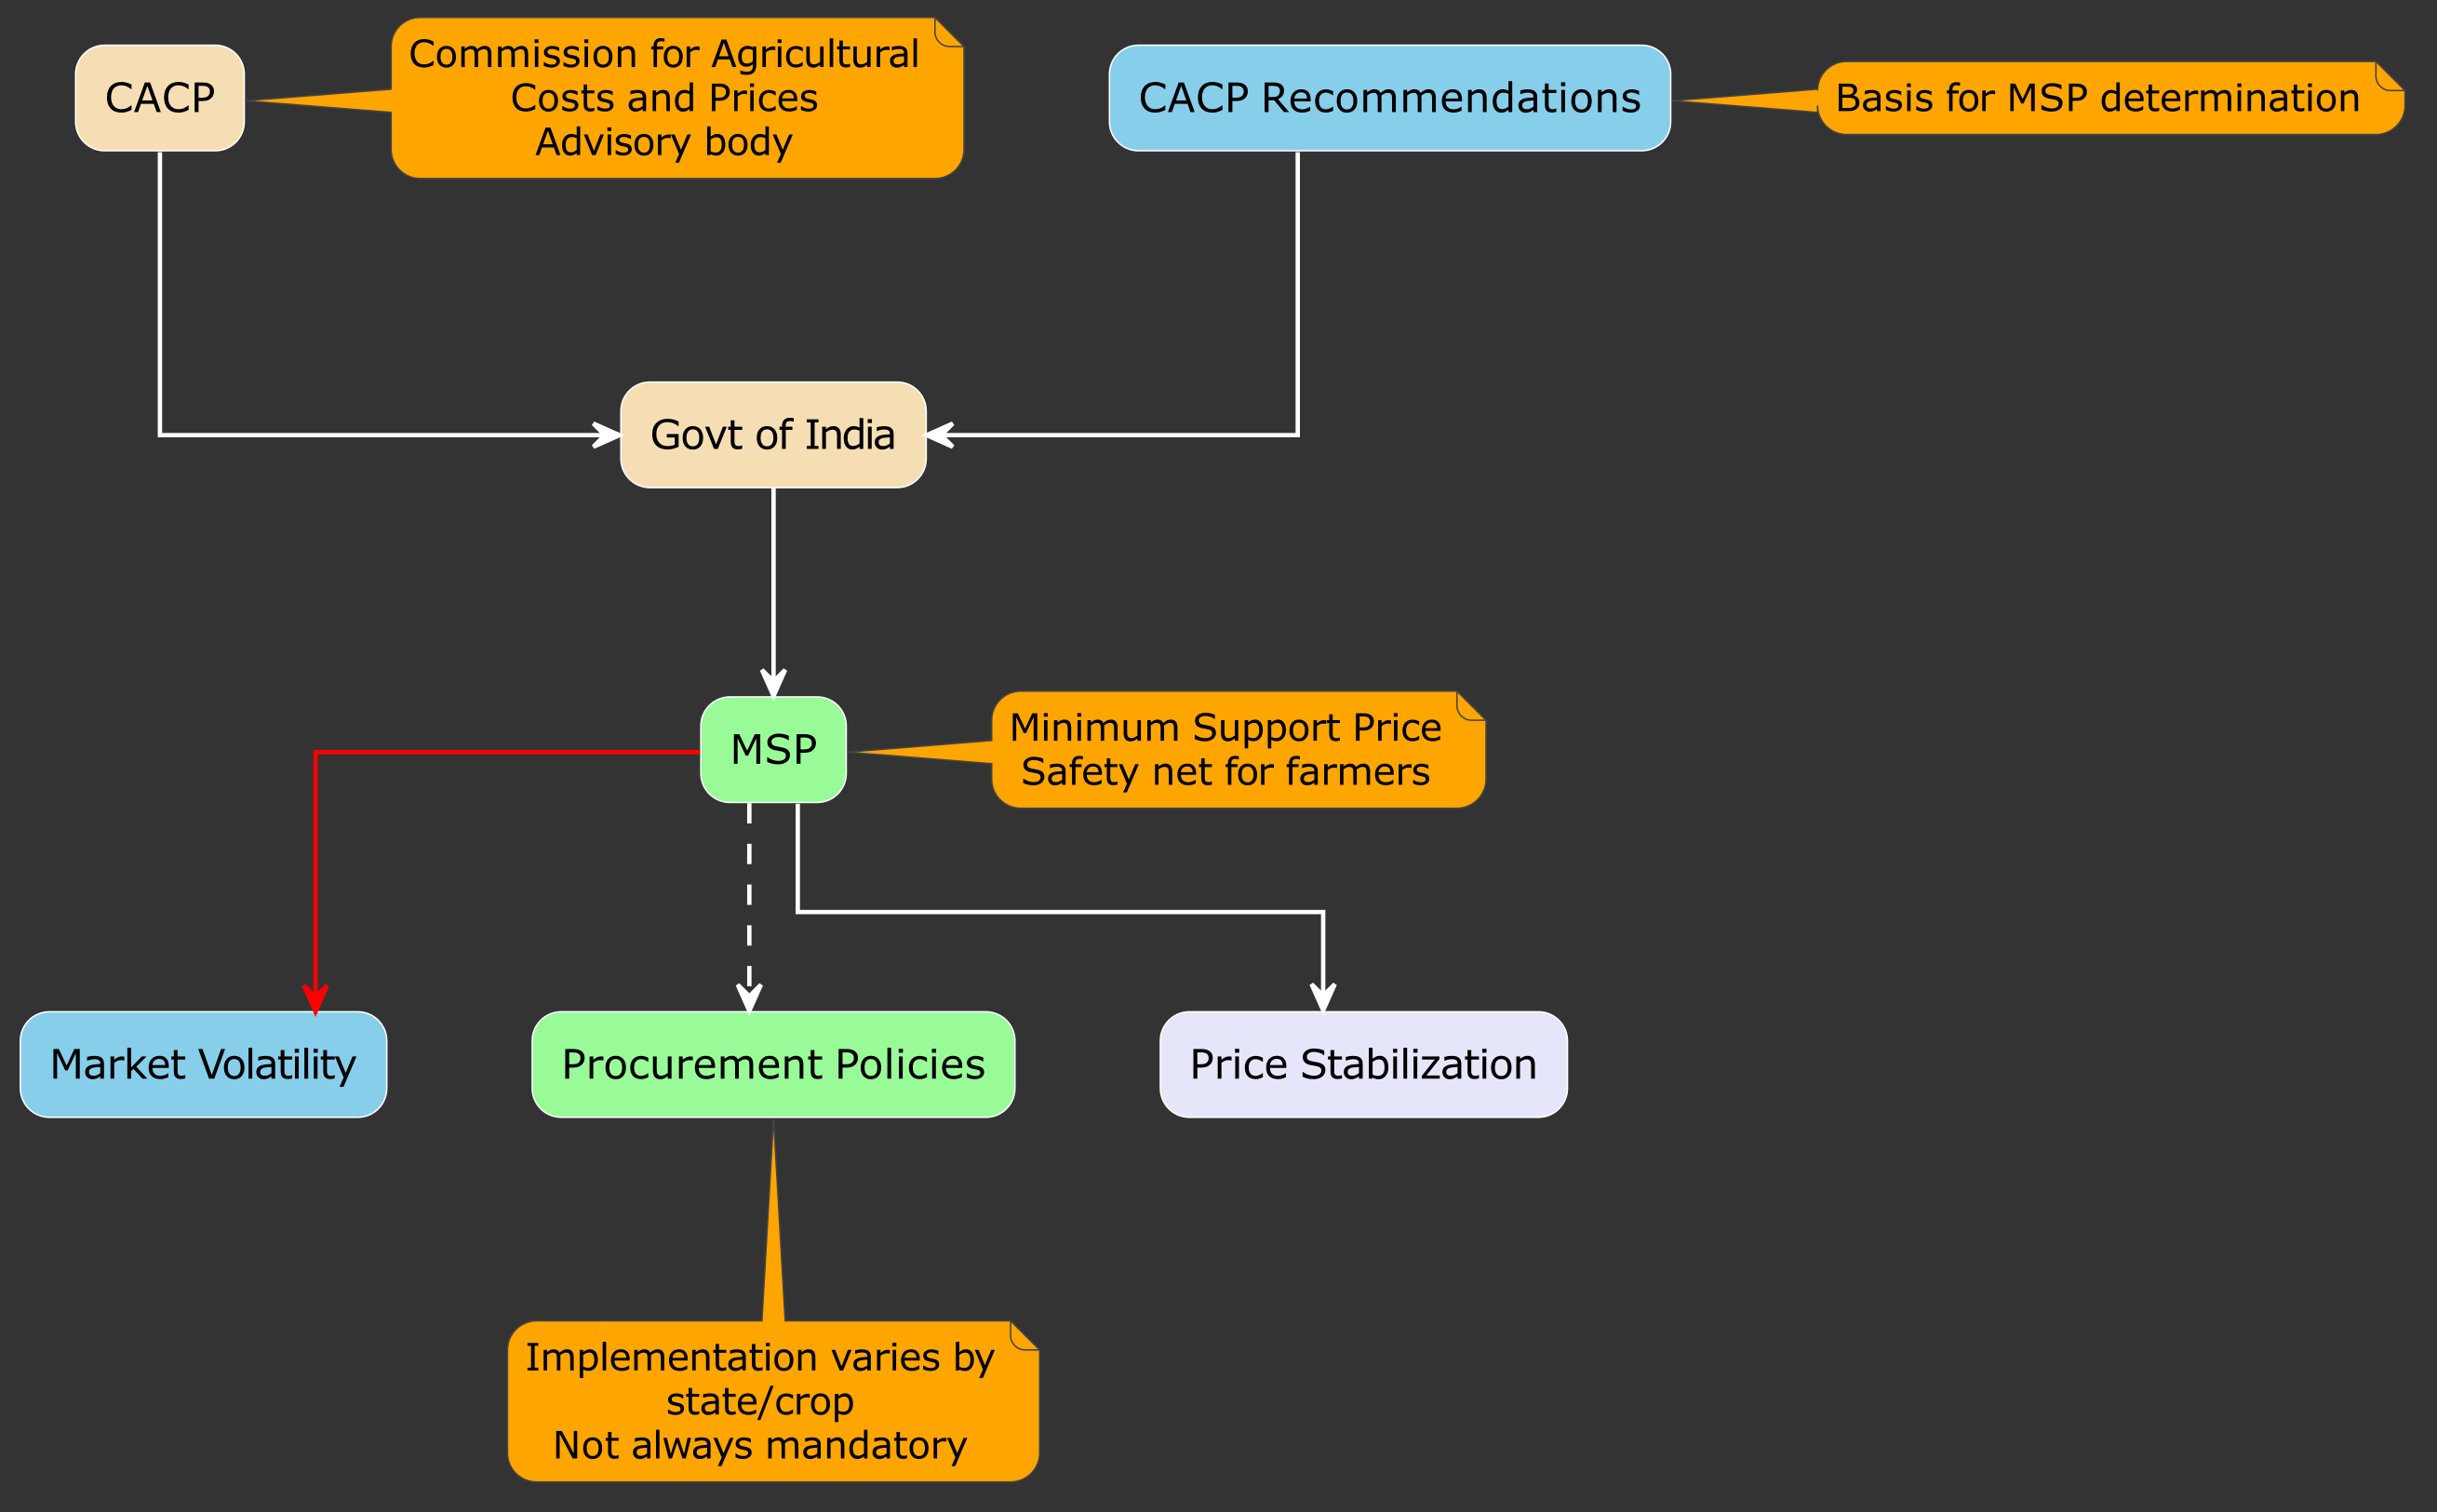 CACP
Commission for Agricultural
Costs and Prices
Advisory body
CACP Recommendations
Basis for MSP determination
Govt of India
MSP
Minimum Support Price
Safety net for farmers
Market Volatility
Procurement Policies
Price Stabilization
Implementation varies by
state/crop
Not always mandatory